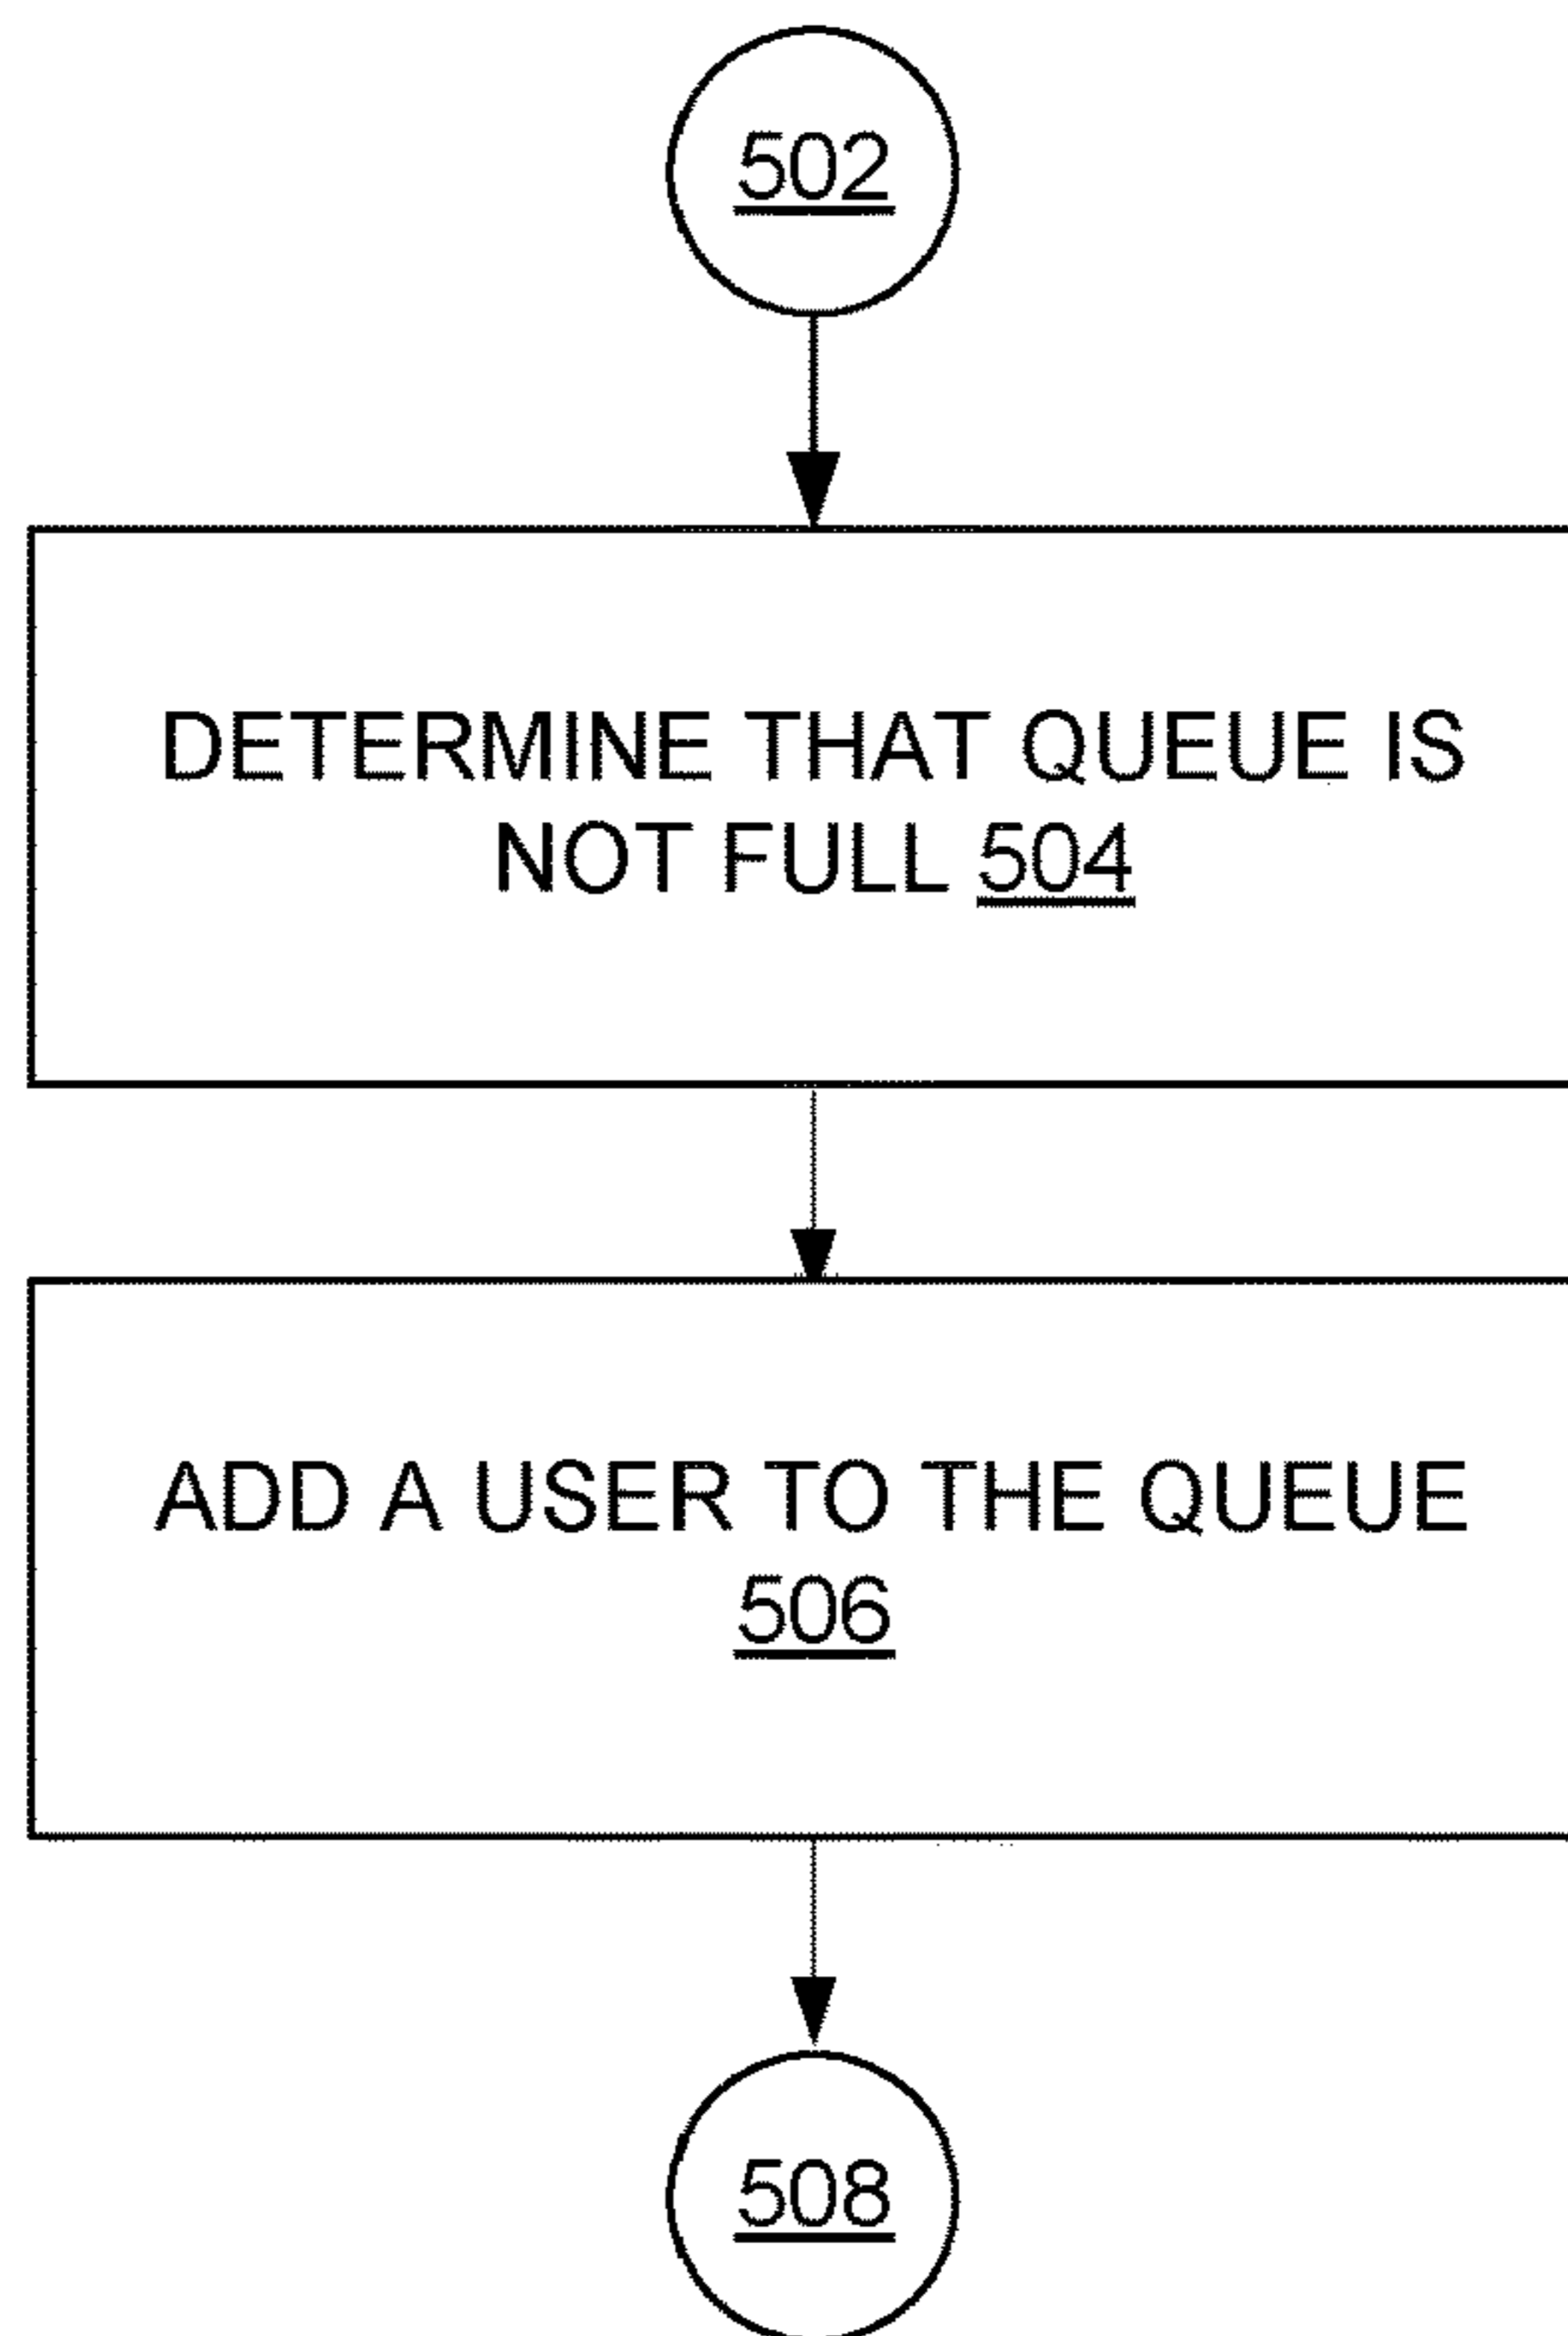 502
DETERMINE THAT QUEUE IS
NOT FULL 504
ADD A USER TO THE QUEUE
506
508